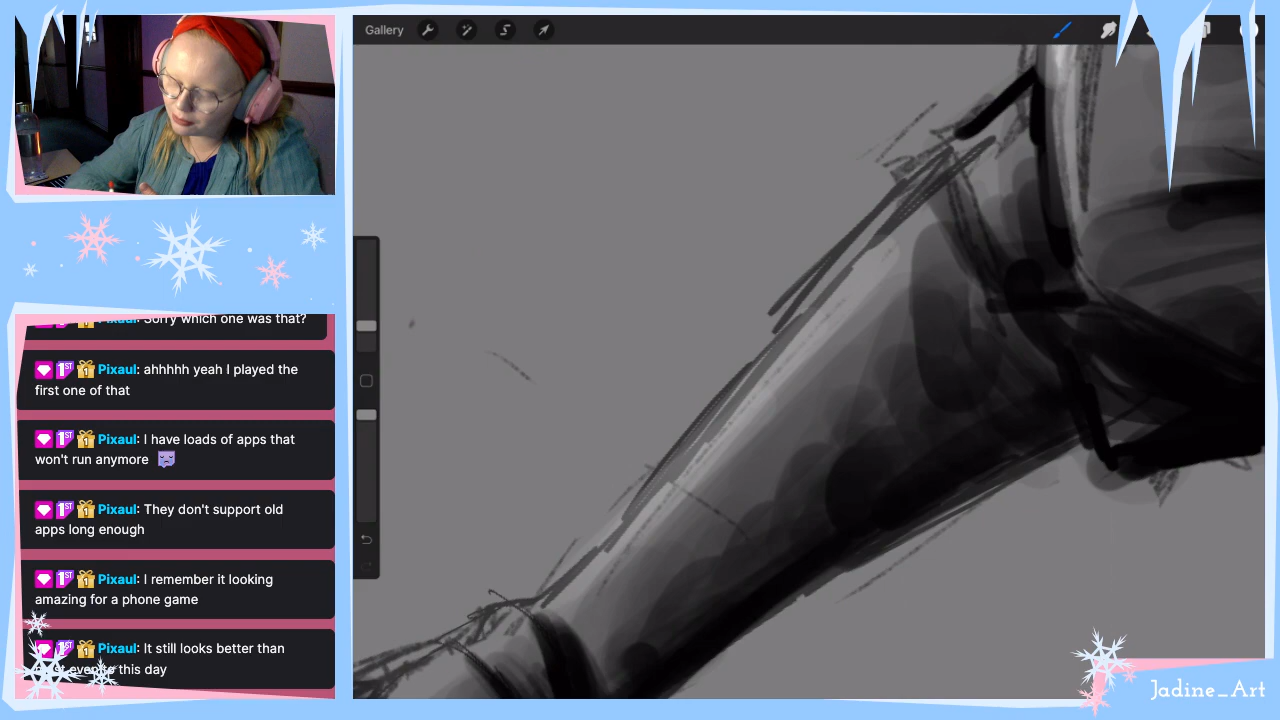 Gallery
Pixaul: Sorry which one was that?
Pixaul: ahhhhh yeah I played the
first one of that
Pixaul: I have loads of apps that
won't run anymore
Pixaul: They don't support old
apps long enough
Pixaul: I remember it looking
amazing for a phone game
Pixaul: It still looks better than
this day
Jadine_Art